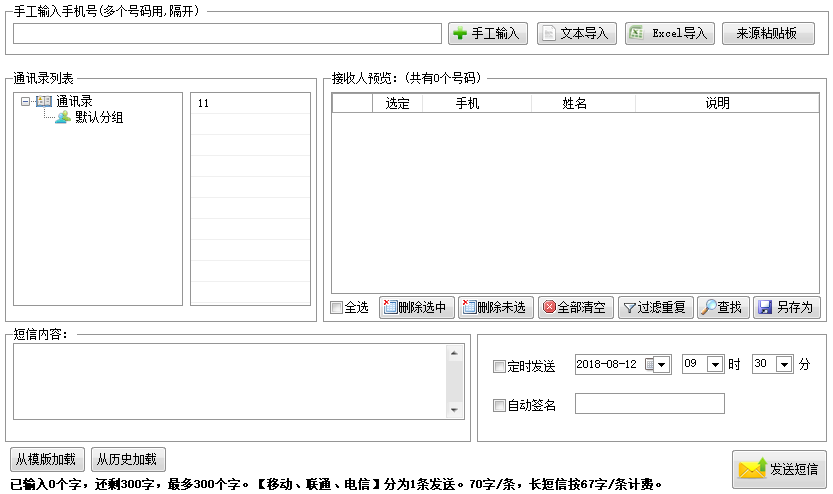 手工输入手机号(多个号码用,隔开)
手工输入 文本导入 Excel导入 来源粘贴板
通讯录列表
接收人预览：(共有0个号码)
通讯录
默认分组
11
选定 手机 姓名 说明
全选 删除选中 删除未选 全部清空 过滤重复 查找 另存为
短信内容：
定时发送 2018-08-12 09 时 30 分
自动签名
从模版加载 从历史加载
发送短信
已输入0个字，还剩300字，最多300个字。【移动、联通、电信】分为1条发送。70字/条，长短信按67字/条计费。